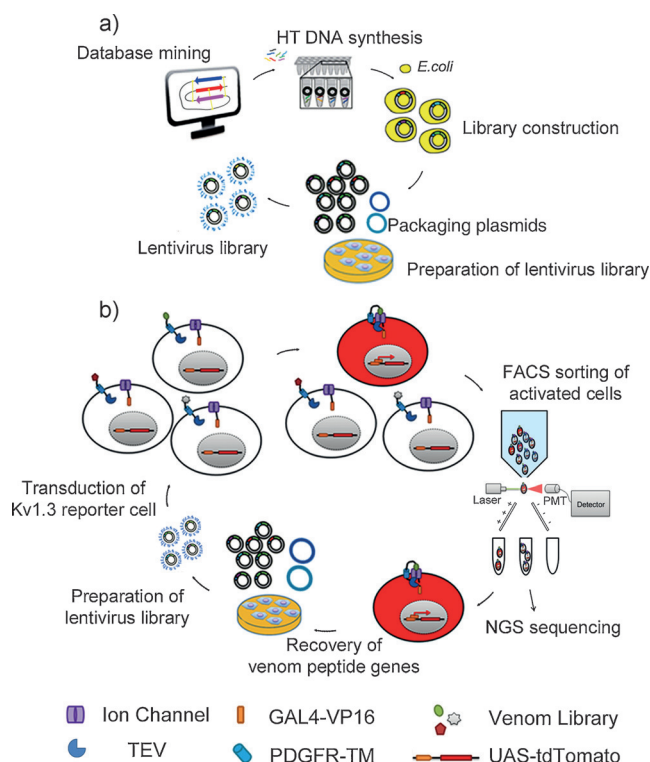 a)
Database mining
HT DNA synthesis
E.coli
Library construction
Packaging plasmids
Lentivirus library
Preparation of lentivirus library
b)
FACS sorting of
activated cells
Laser
PMT
Detector
Transduction of
Kv1.3 reporter cell
Preparation of
lentivirus library
Recovery of
venom peptide genes
NGS sequencing
Ion Channel
GAL4-VP16
Venom Library
TEV
PDGFR-TM
UAS-tdTomato